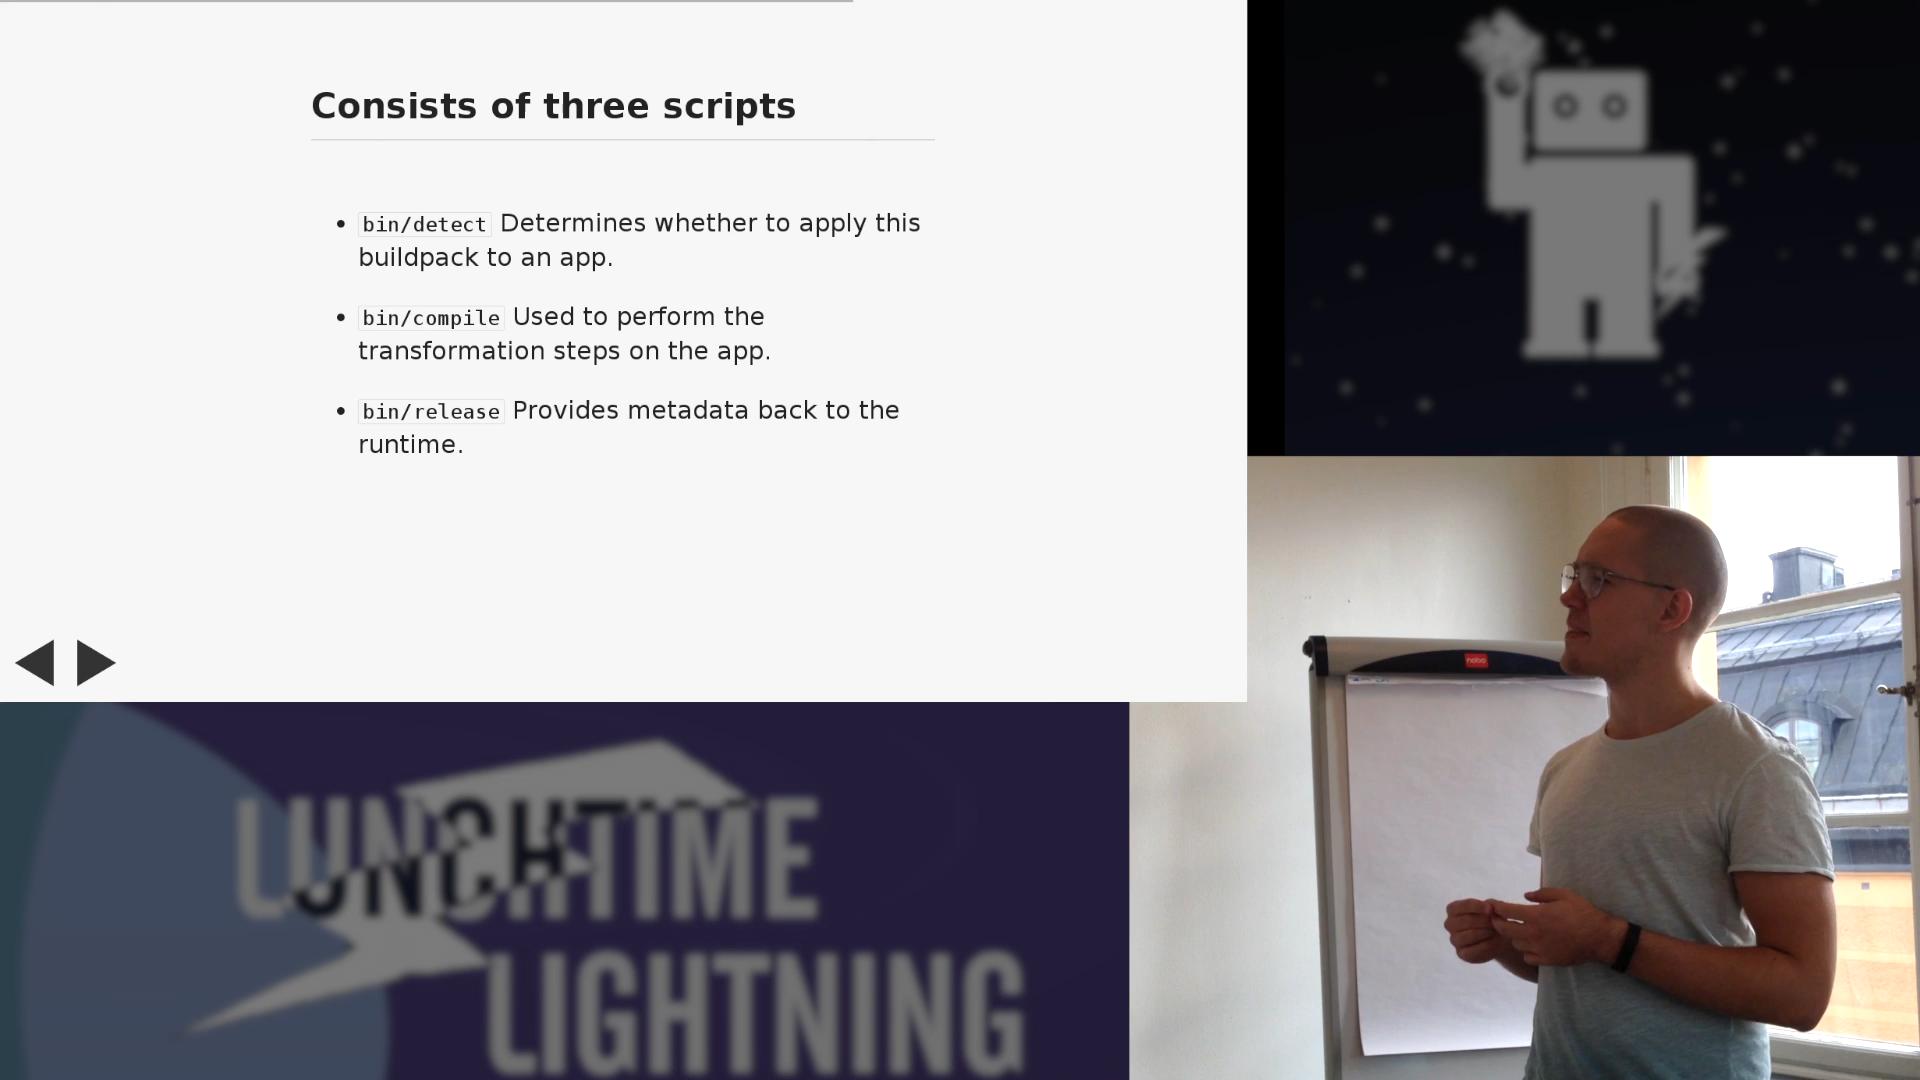 Consists of three scripts
• bin/detect Determines whether to apply this
buildpack to an app.
• bin/compile Used to perform the
transformation steps on the app.
• bin/release Provides metadata back to the
runtime.
nobo
LUNCHTIME
LIGHTNING